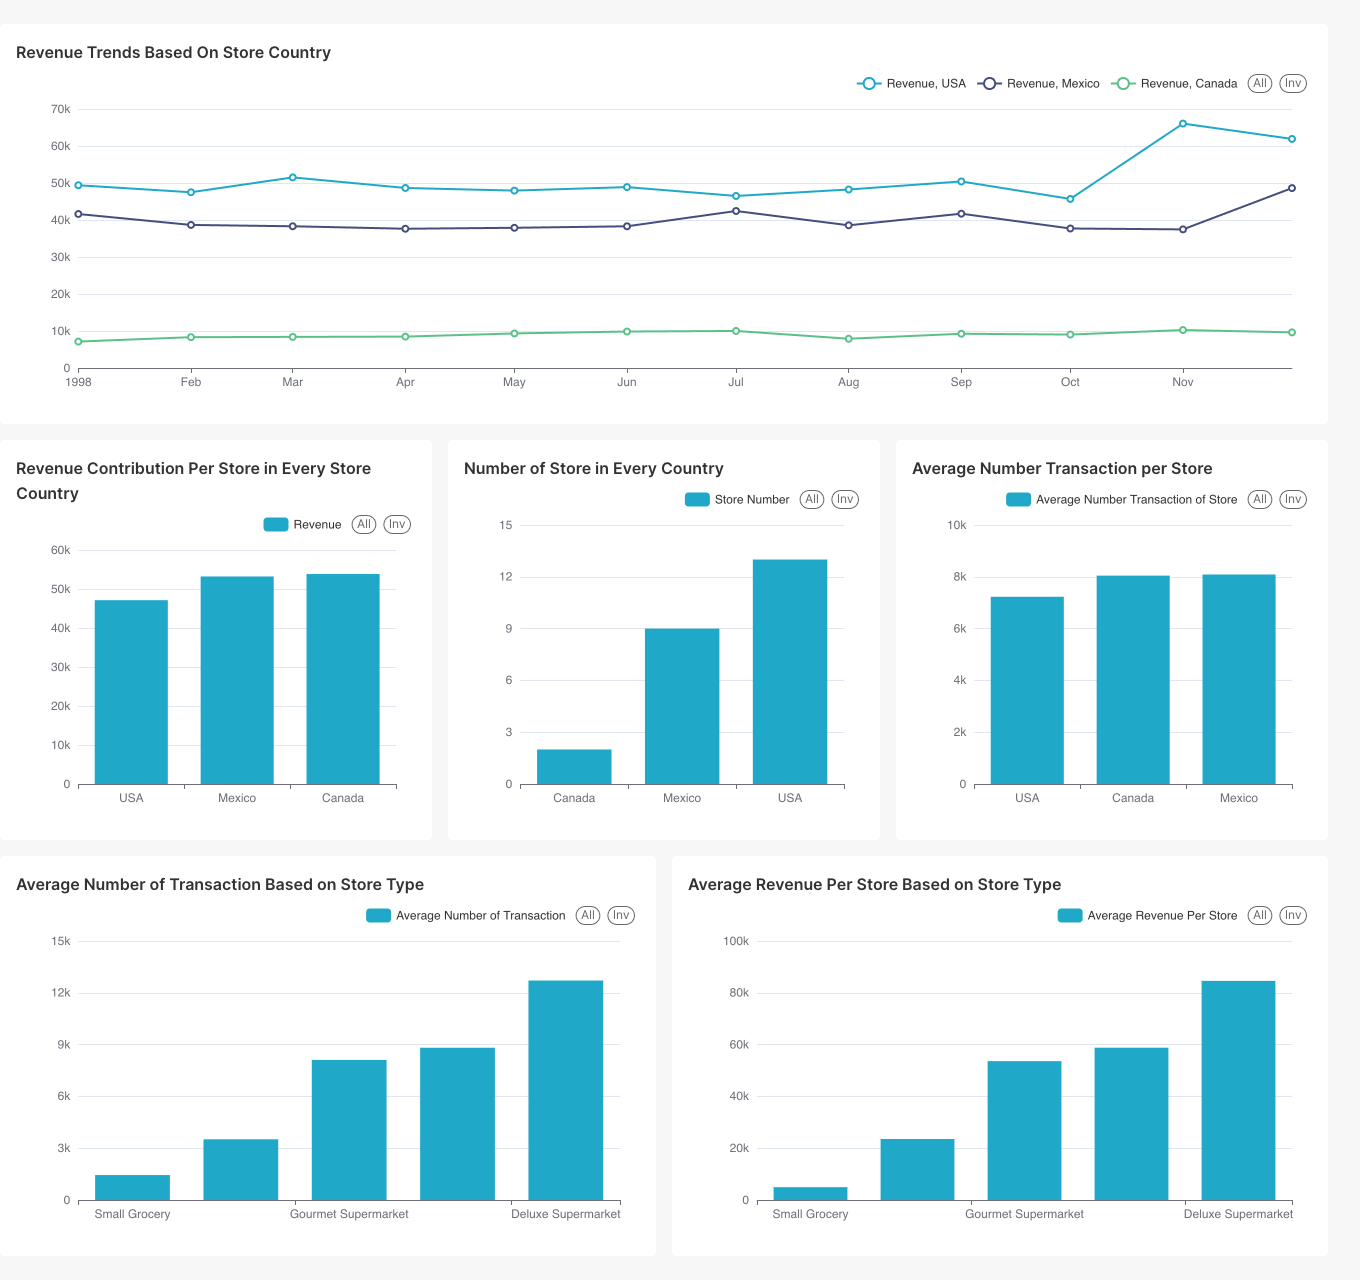 Revenue Trends Based On Store Country
Revenue, USA Revenue, Mexico Revenue, Canada All Inv
70k
60k
50k
40k
30k
20k
10k
0
1998 Feb Mar Apr May Jun Jul Aug Sep Oct Nov
Revenue Contribution Per Store in Every Store
Country
Revenue All Inv
60k
50k
40k
30k
20k
10k
0
USA Mexico Canada
Number of Store in Every Country
Store Number All Inv
15
12
9
6
3
0
Canada Mexico USA
Average Number Transaction per Store
Average Number Transaction of Store All Inv
10k
8k
6k
4k
2k
0
USA Canada Mexico
Average Number of Transaction Based on Store Type
Average Number of Transaction All Inv
15k
12k
9k
6k
3k
0
Small Grocery Gourmet Supermarket Deluxe Supermarket
Average Revenue Per Store Based on Store Type
Average Revenue Per Store All Inv
100k
80k
60k
40k
20k
0
Small Grocery Gourmet Supermarket Deluxe Supermarket